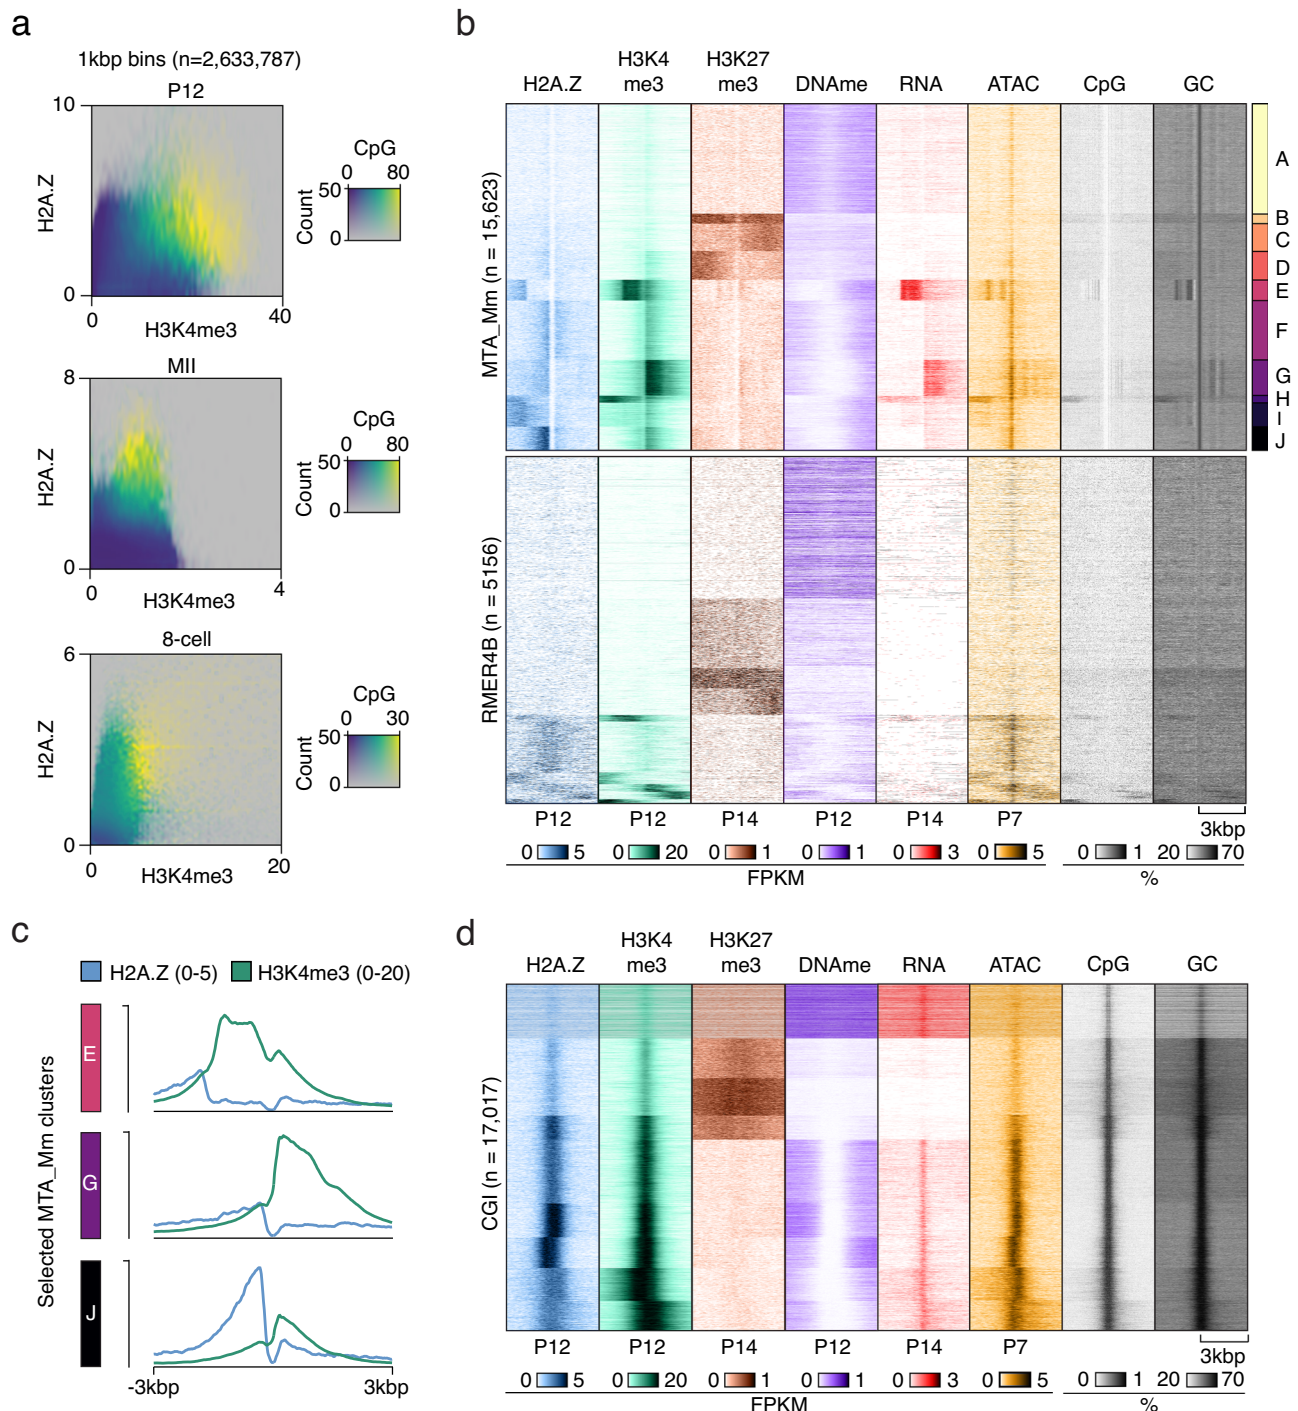 a
1kbp bins (n=2,633,787)
P12
10
H2A.Z
0
0
H3K4me3
40
CpG
0 80
50
Count
0
MII
8
H2A.Z
0
0
H3K4me3
4
CpG
0 80
50
Count
0
8-cell
6
H2A.Z
0
0
H3K4me3
20
CpG
0 30
50
Count
0
b
H2A.Z
H3K4
me3
H3K27
me3
DNAme
RNA
ATAC
CpG
GC
MTA_Mm (n = 15,623)
A
B
C
D
E
F
G
H
I
J
RMER4B (n = 5156)
P12 P12 P14 P12 P14 P7
3kbp
0 5 0 20 0 1 0 1 0 3 0 5 0 1 20 70
FPKM %
c
H2A.Z (0-5) H3K4me3 (0-20)
Selected MTA_Mm clusters
E
G
J
-3kbp 3kbp
d
H2A.Z
H3K4
me3
H3K27
me3
DNAme
RNA
ATAC
CpG
GC
CGI (n = 17,017)
P12 P12 P14 P12 P14 P7
3kbp
0 5 0 20 0 1 0 1 0 3 0 5 0 1 20 70
FPKM %